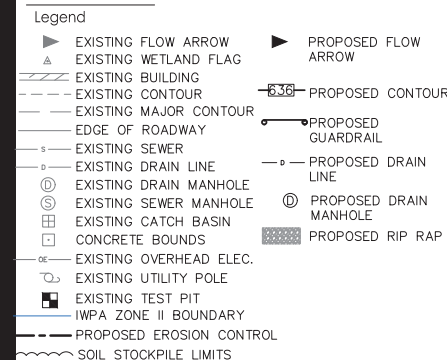 Legend
EXISTING FLOW ARROW
A EXISTING WETLAND FLAG
EXISTING BUILDING
EXISTING CONTOUR
EXISTING MAJOR CONTOUR
EDGE OF ROADWAY
S EXISTING SEWER
D EXISTING DRAIN LINE
D EXISTING DRAIN MANHOLE
S EXISTING SEWER MANHOLE
EXISTING CATCH BASIN
CONCRETE BOUNDS
OE EXISTING OVERHEAD ELEC.
EXISTING UTILITY POLE
EXISTING TEST PIT
IWPA ZONE II BOUNDARY
PROPOSED EROSION CONTROL
SOIL STOCKPILE LIMITS
PROPOSED FLOW
ARROW
636 PROPOSED CONTOUR
PROPOSED
GUARDRAIL
D PROPOSED DRAIN
LINE
D PROPOSED DRAIN
MANHOLE
PROPOSED RIP RAP